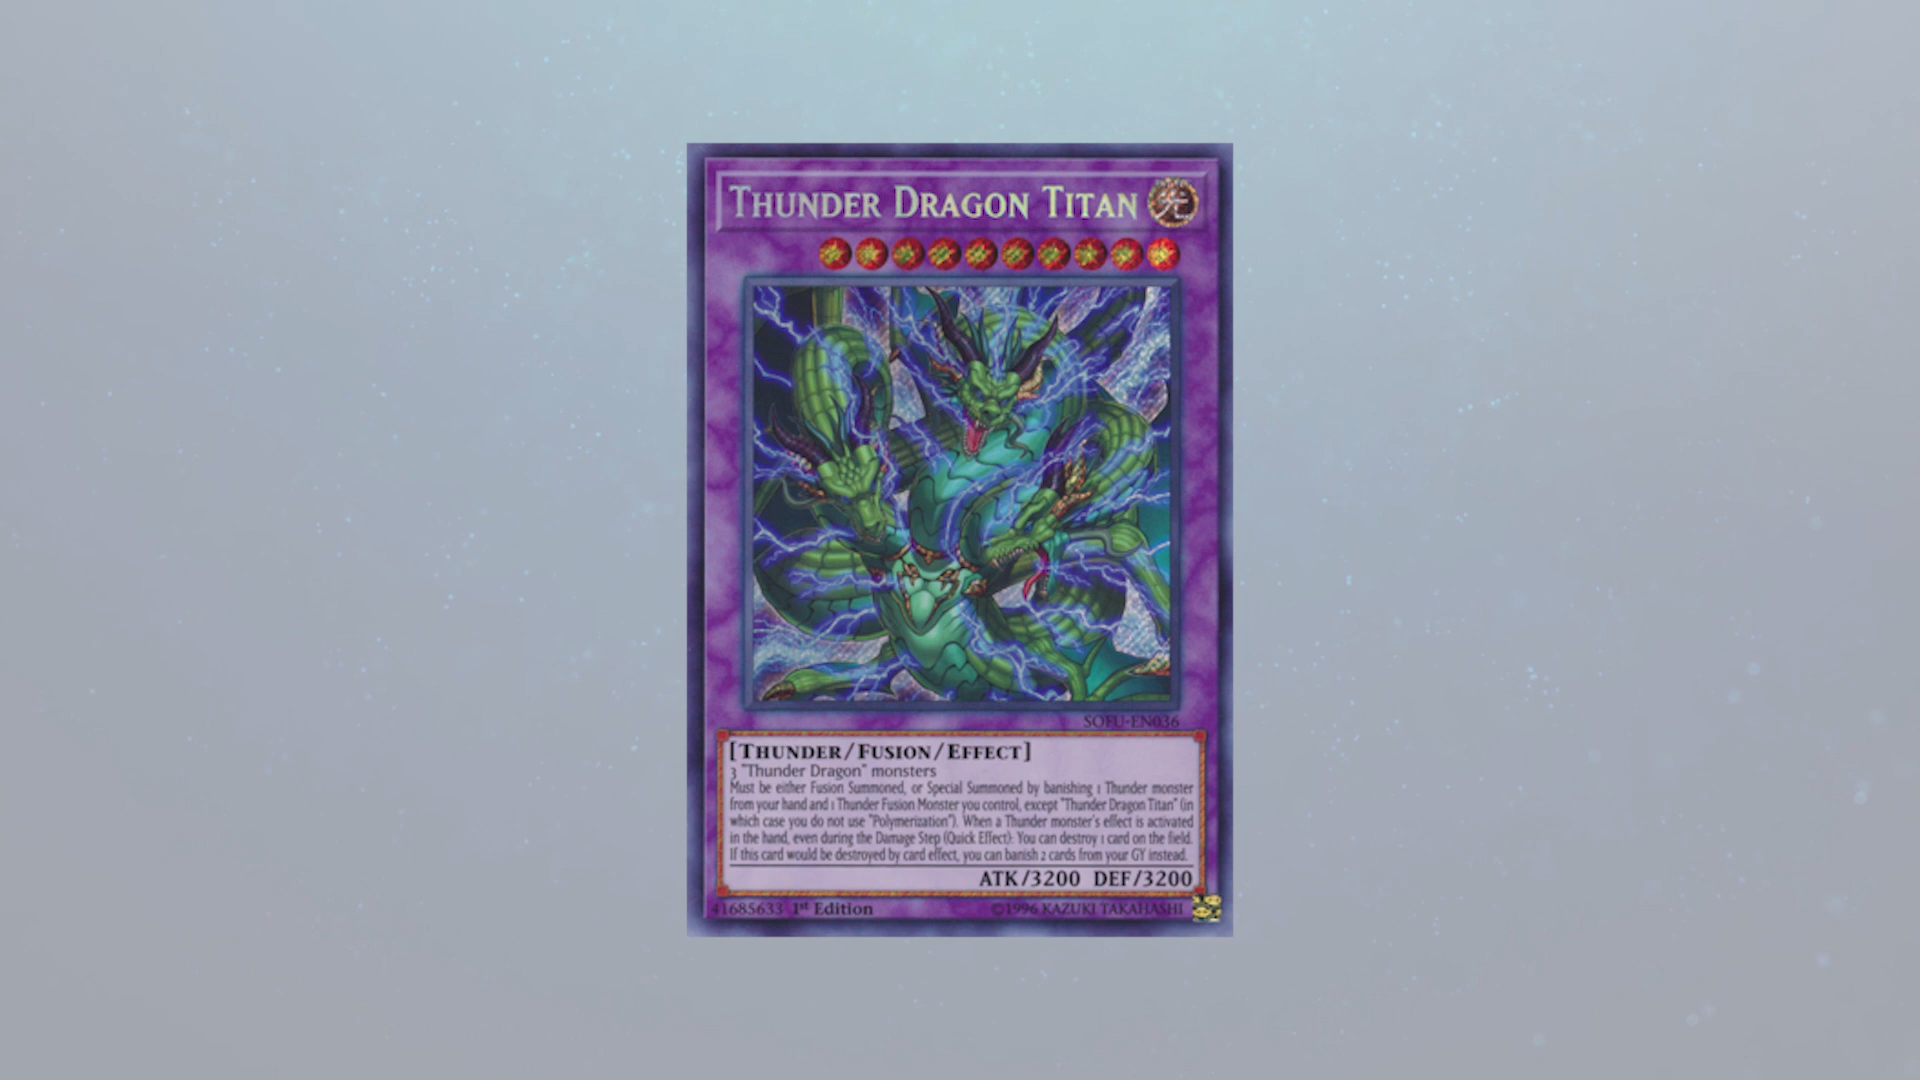 THUNDER DRAGON TITAN
光
SOFU-EN036
[THUNDER/FUSION/EFFECT]
3 "Thunder Dragon" monsters
Must be either Fusion Summoned, or Special Summoned by banishing 1 Thunder monster
from your hand and 1 Thunder Fusion Monster you control, except "Thunder Dragon Titan" (in
which case you do not use "Polymerization"). When a Thunder monster's effect is activated
in the hand, even during the Damage Step (Quick Effect): You can destroy 1 card on the field.
If this card would be destroyed by card effect, you can banish 2 cards from your GY instead.
ATK/3200 DEF/3200
41685633 1st Edition
©1996 KAZUKI TAKAHASHI